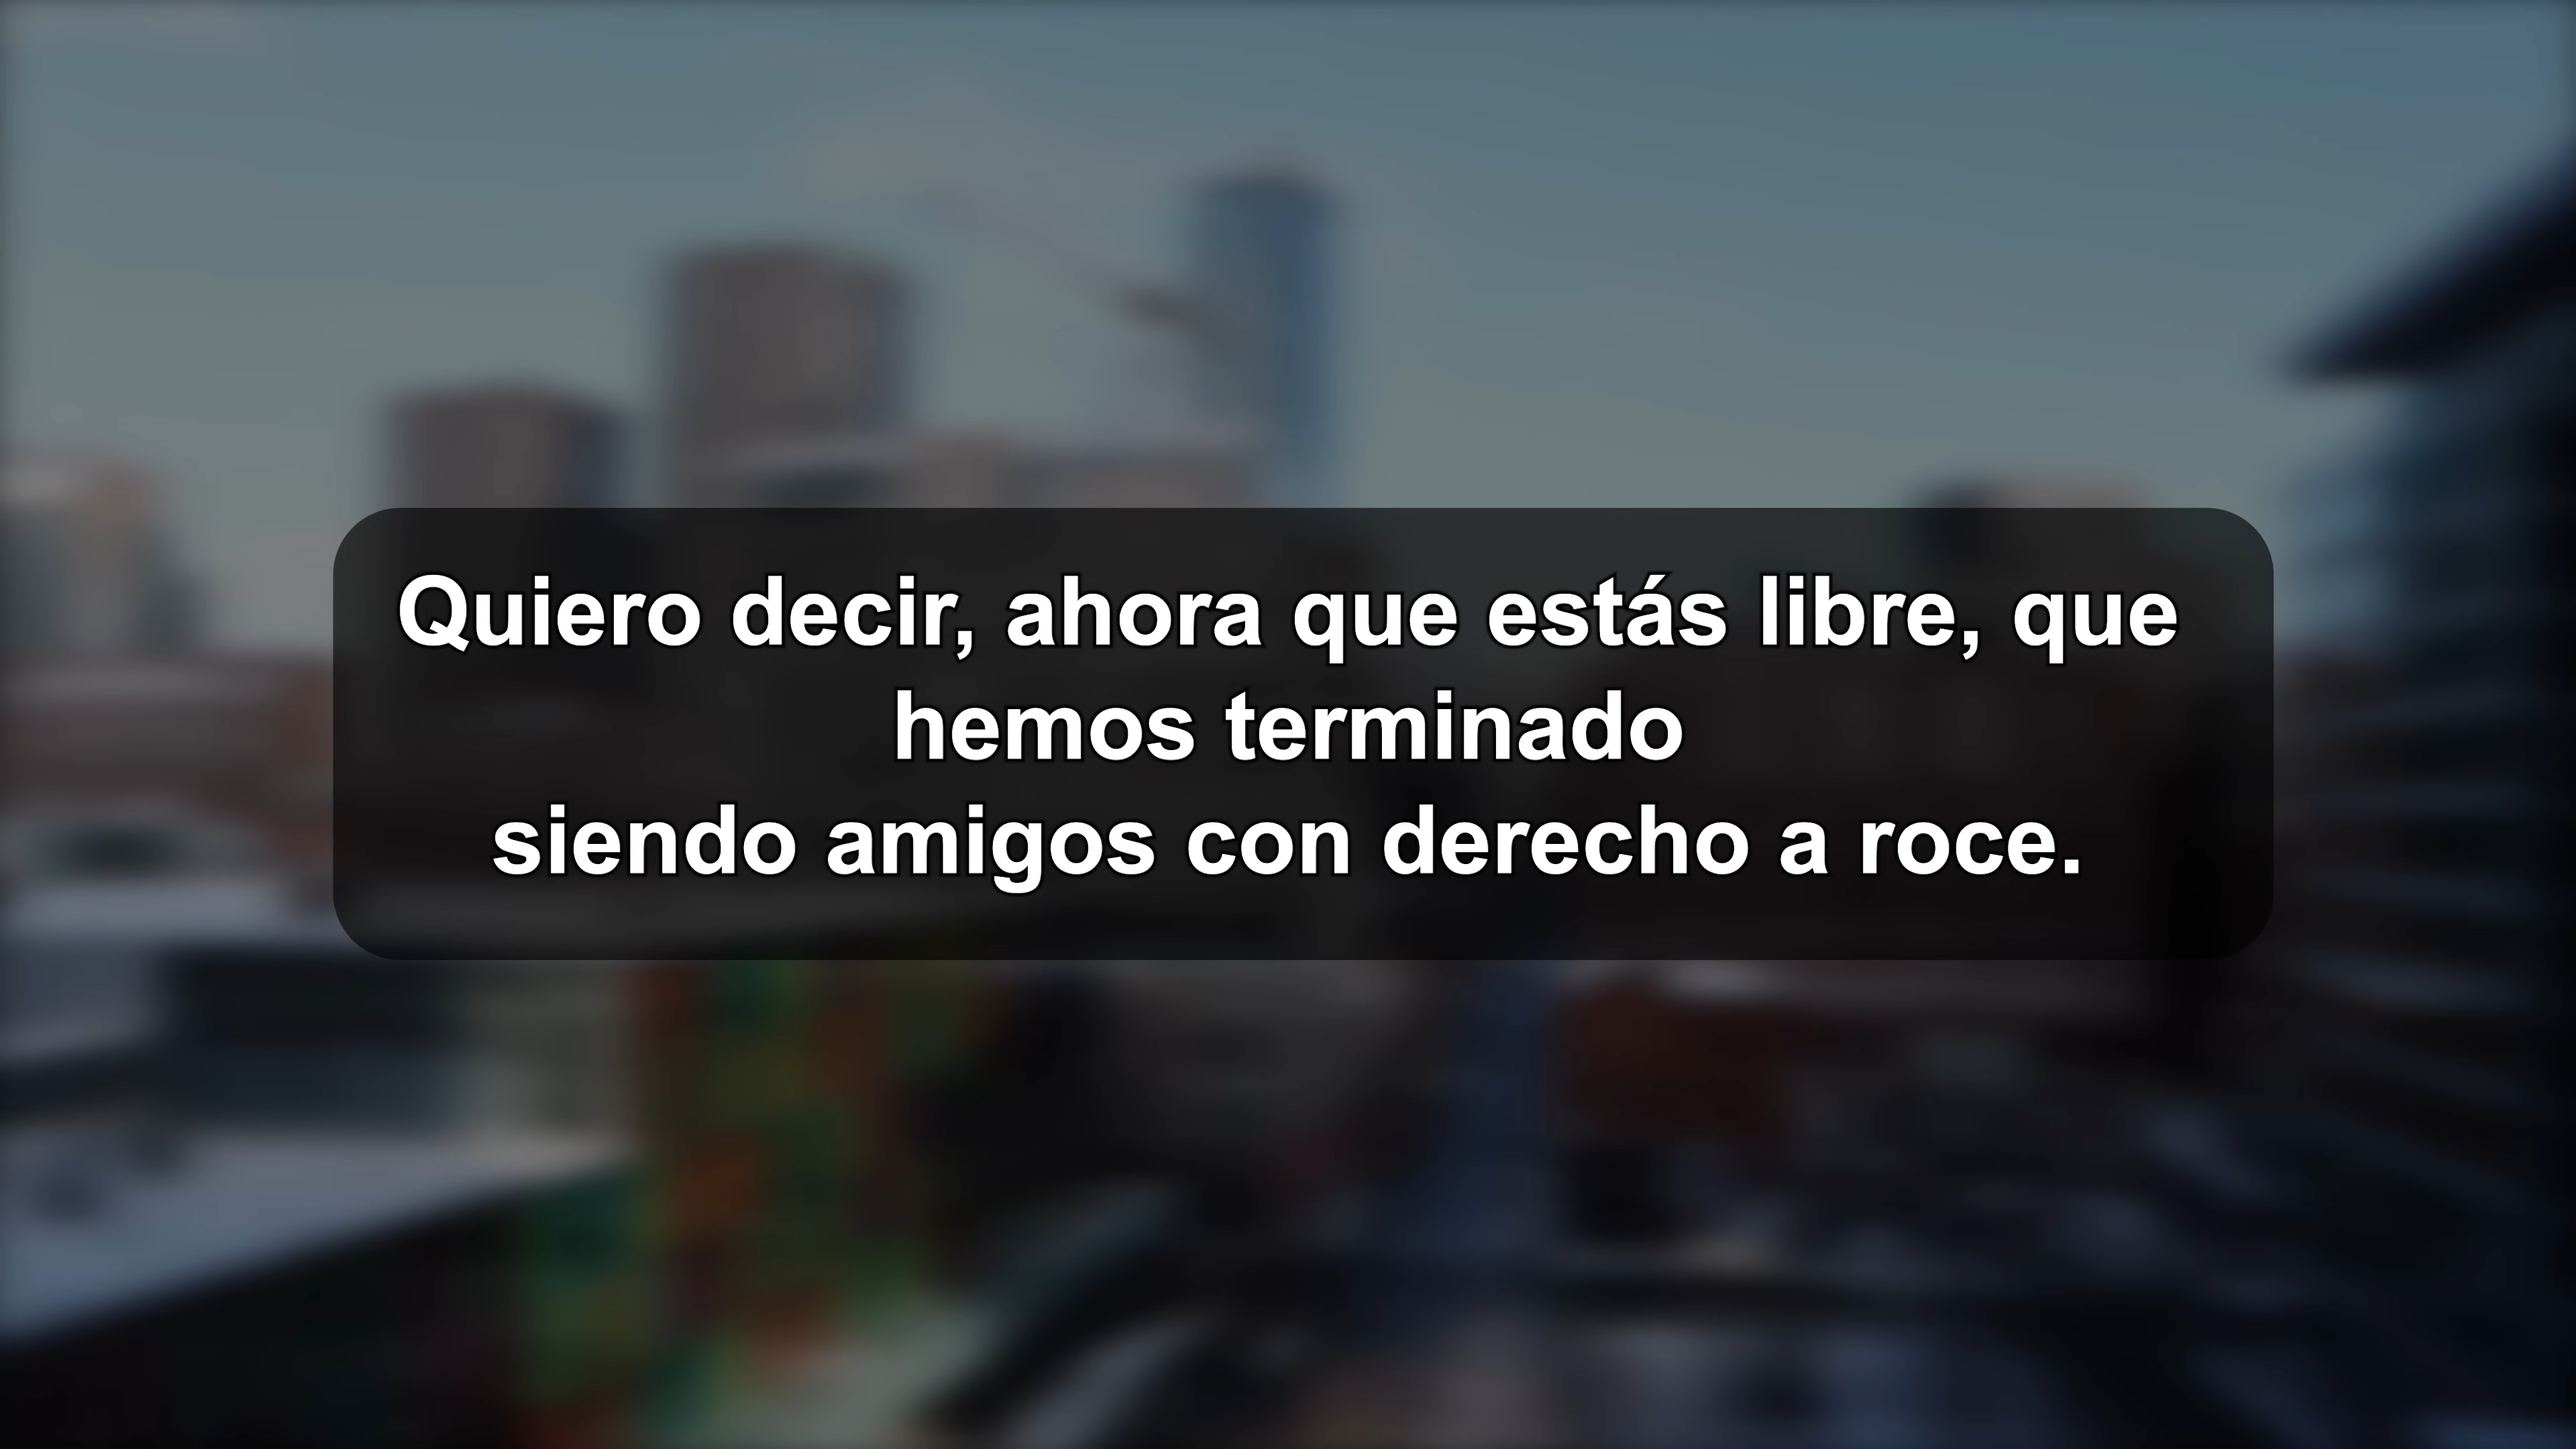 Quiero decir, ahora que estás libre, que
hemos terminado
siendo amigos con derecho a roce.